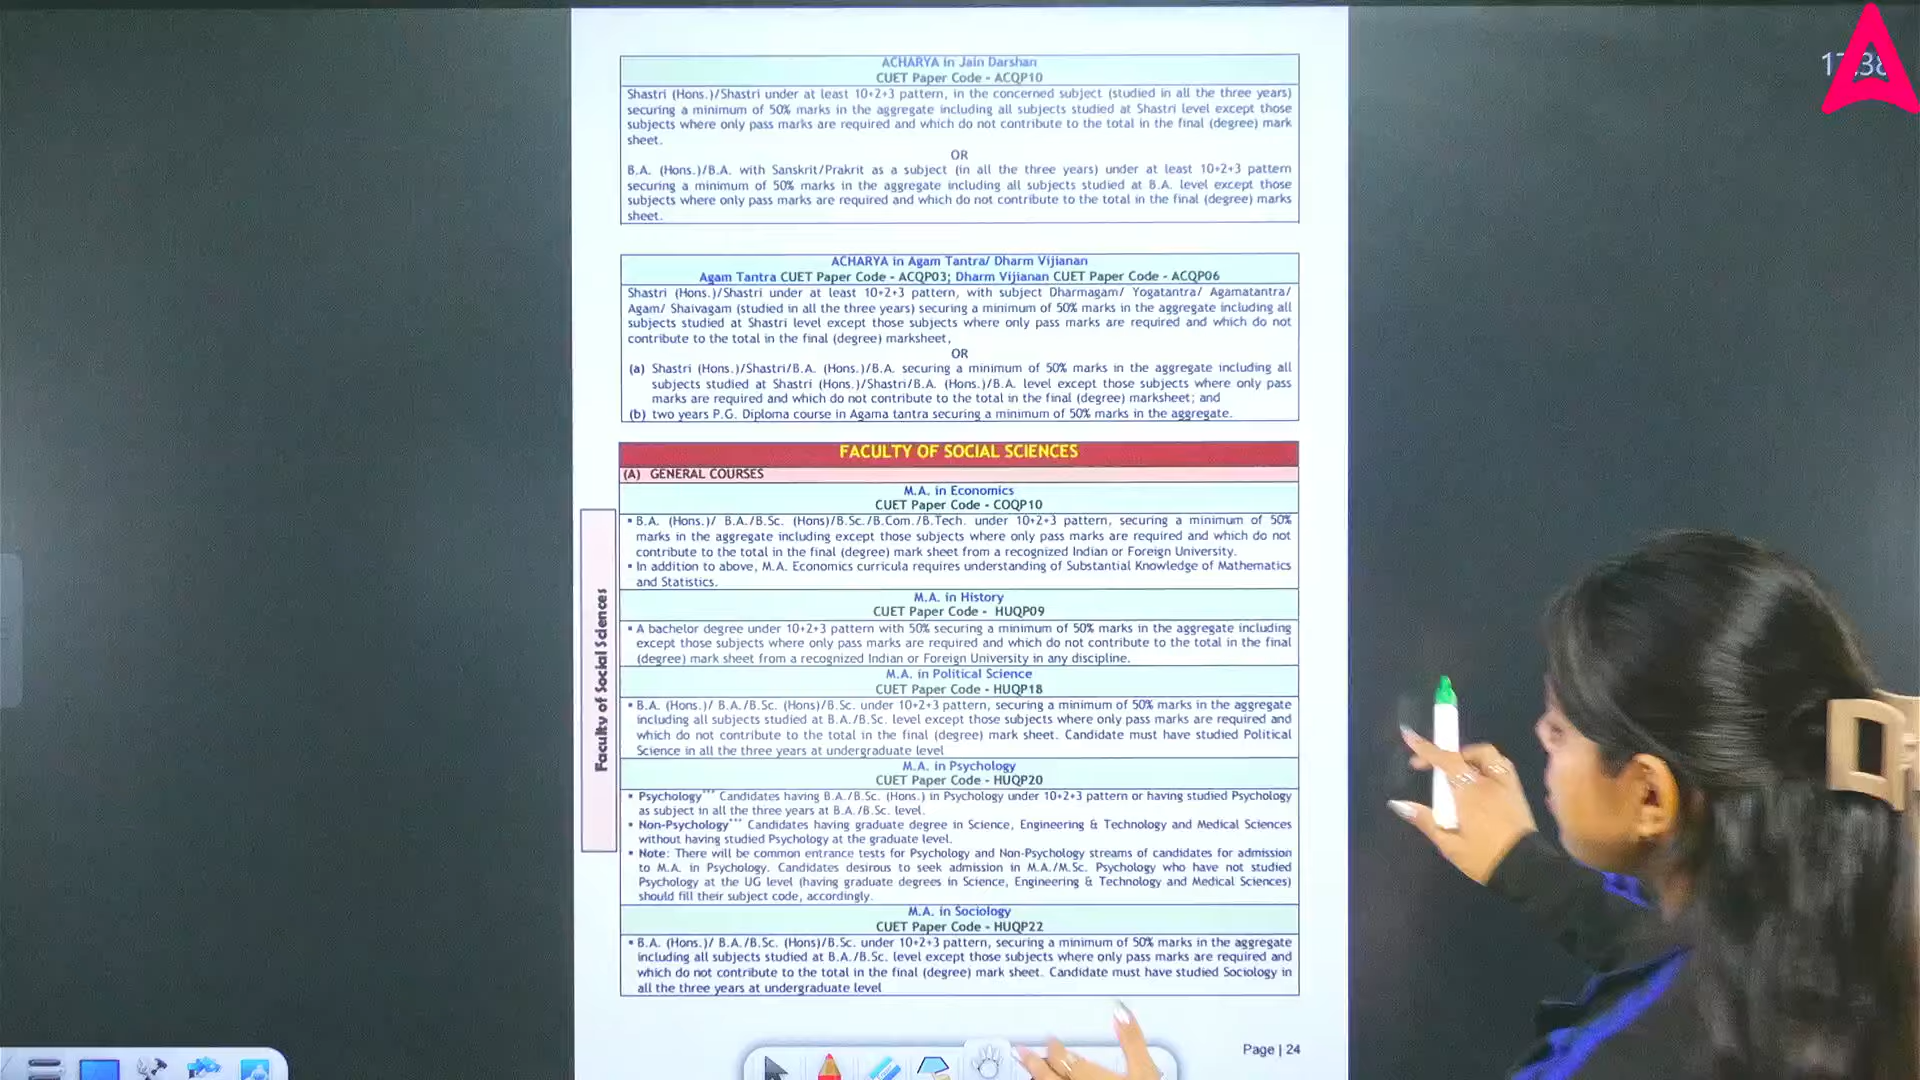 ACHARYA in Jain Darshan
CUET Paper Code - ACQP10
Shastri (Hons.)/Shastri under at least 10+2+3 pattern, in the concerned subject (studied in all the three years)
securing a minimum of 50% marks in the aggregate including all subjects studied at Shastri level except those
subjects where only pass marks are required and which do not contribute to the total in the final (degree) mark
sheet.
OR
B.A. (Hons.)/B.A. with Sanskrit/Prakrit as a subject (in all the three years) under at least 10+2+3 pattern
securing a minimum of 50% marks in the aggregate including all subjects studied at B.A. level except those
subjects where only pass marks are required and which do not contribute to the total in the final (degree) marks
sheet.
ACHARYA in Agam Tantra/ Dharm Vijianan
Agam Tantra CUET Paper Code - ACQP03; Dharm Vijianan CUET Paper Code - ACQP06
Shastri (Hons.)/Shastri under at least 10+2+3 pattern, with subject Dharmagam/ Yogatantra/ Agamatantra/
Agam/ Shaivagam (studied in all the three years) securing a minimum of 50% marks in the aggregate including all
subjects studied at Shastri level except those subjects where only pass marks are required and which do not
contribute to the total in the final (degree) marksheet,
OR
(a) Shastri (Hons.)/Shastri/B.A. (Hons.)/B.A. securing a minimum of 50% marks in the aggregate including all
subjects studied at Shastri (Hons.)/Shastri/B.A. (Hons.)/B.A. level except those subjects where only pass
marks are required and which do not contribute to the total in the final (degree) marksheet; and
(b) two years P.G. Diploma course in Agama tantra securing a minimum of 50% marks in the aggregate.
FACULTY OF SOCIAL SCIENCES
(A) GENERAL COURSES
Faculty of Social Sciences
M.A. in Economics
CUET Paper Code - COQP10
▪ B.A. (Hons.)/ B.A./B.Sc. (Hons)/B.Sc./B.Com./B.Tech. under 10+2+3 pattern, securing a minimum of 50%
marks in the aggregate including except those subjects where only pass marks are required and which do not
contribute to the total in the final (degree) mark sheet from a recognized Indian or Foreign University.
▪ In addition to above, M.A. Economics curricula requires understanding of Substantial Knowledge of Mathematics
and Statistics.
M.A. in History
CUET Paper Code - HUQP09
▪ A bachelor degree under 10+2+3 pattern with 50% securing a minimum of 50% marks in the aggregate including
except those subjects where only pass marks are required and which do not contribute to the total in the final
(degree) mark sheet from a recognized Indian or Foreign University in any discipline.
M.A. in Political Science
CUET Paper Code - HUQP18
▪ B.A. (Hons.)/ B.A./B.Sc. (Hons)/B.Sc. under 10+2+3 pattern, securing a minimum of 50% marks in the aggregate
including all subjects studied at B.A./B.Sc. level except those subjects where only pass marks are required and
which do not contribute to the total in the final (degree) mark sheet. Candidate must have studied Political
Science in all the three years at undergraduate level
M.A. in Psychology
CUET Paper Code - HUQP20
▪ Psychology*** Candidates having B.A./B.Sc. (Hons.) in Psychology under 10+2+3 pattern or having studied Psychology
as subject in all the three years at B.A./B.Sc. level.
▪ Non-Psychology*** Candidates having graduate degree in Science, Engineering & Technology and Medical Sciences
without having studied Psychology at the graduate level.
▪ Note: There will be common entrance tests for Psychology and Non-Psychology streams of candidates for admission
to M.A. in Psychology. Candidates desirous to seek admission in M.A./M.Sc. Psychology who have not studied
Psychology at the UG level (having graduate degrees in Science, Engineering & Technology and Medical Sciences)
should fill their subject code, accordingly.
M.A. in Sociology
CUET Paper Code - HUQP22
▪ B.A. (Hons.)/ B.A./B.Sc. (Hons)/B.Sc. under 10+2+3 pattern, securing a minimum of 50% marks in the aggregate
including all subjects studied at B.A./B.Sc. level except those subjects where only pass marks are required and
which do not contribute to the total in the final (degree) mark sheet. Candidate must have studied Sociology in
all the three years at undergraduate level
Page | 24